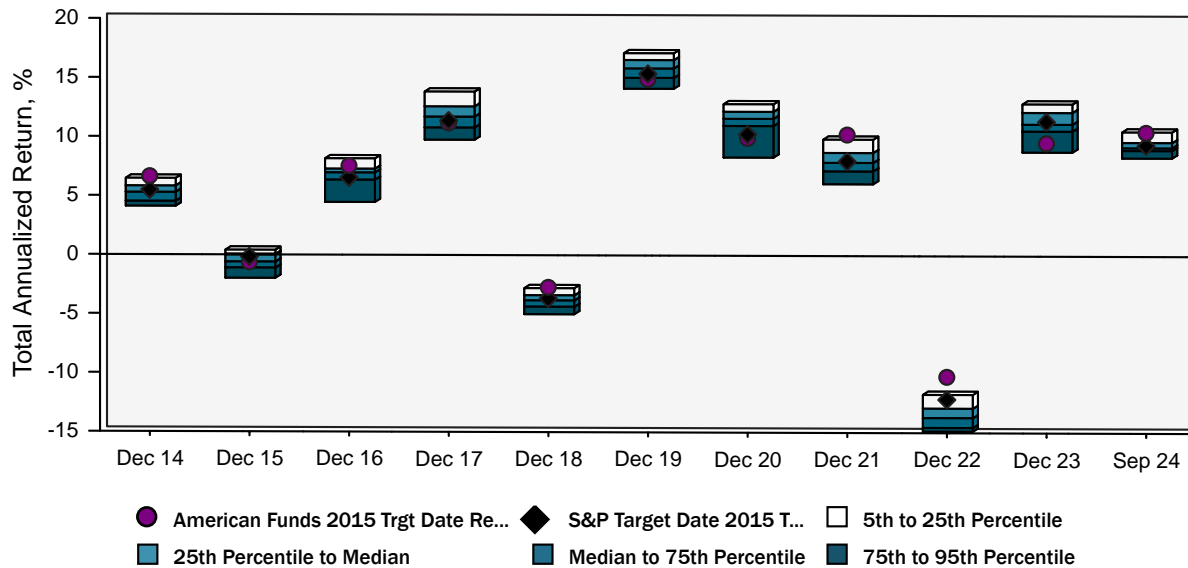 20
15
10
5
0
-5
-10
-15
Total Annualized Return, %
Dec 14 Dec 15 Dec 16 Dec 17 Dec 18 Dec 19 Dec 20 Dec 21 Dec 22 Dec 23 Sep 24
American Funds 2015 Trgt Date Re... S&P Target Date 2015 T... 5th to 25th Percentile
25th Percentile to Median Median to 75th Percentile 75th to 95th Percentile